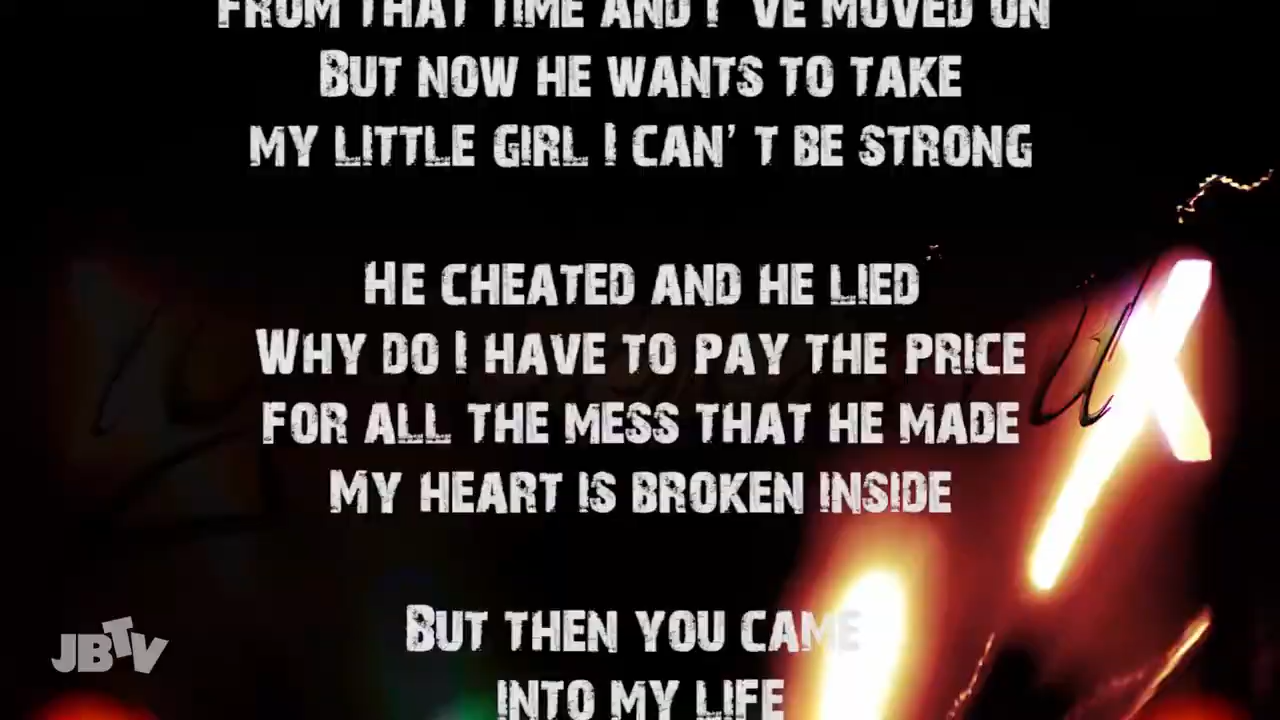 FROM THAT TIME AND I' VE MOVED ON
BUT NOW HE WANTS TO TAKE
MY LITTLE GIRL I CAN' T BE STRONG
HE CHEATED AND HE LIED
WHY DO I HAVE TO PAY THE PRICE
FOR ALL THE MESS THAT HE MADE
MY HEART IS BROKEN INSIDE
BUT THEN YOU CAME
INTO MY LIFE
JBTV